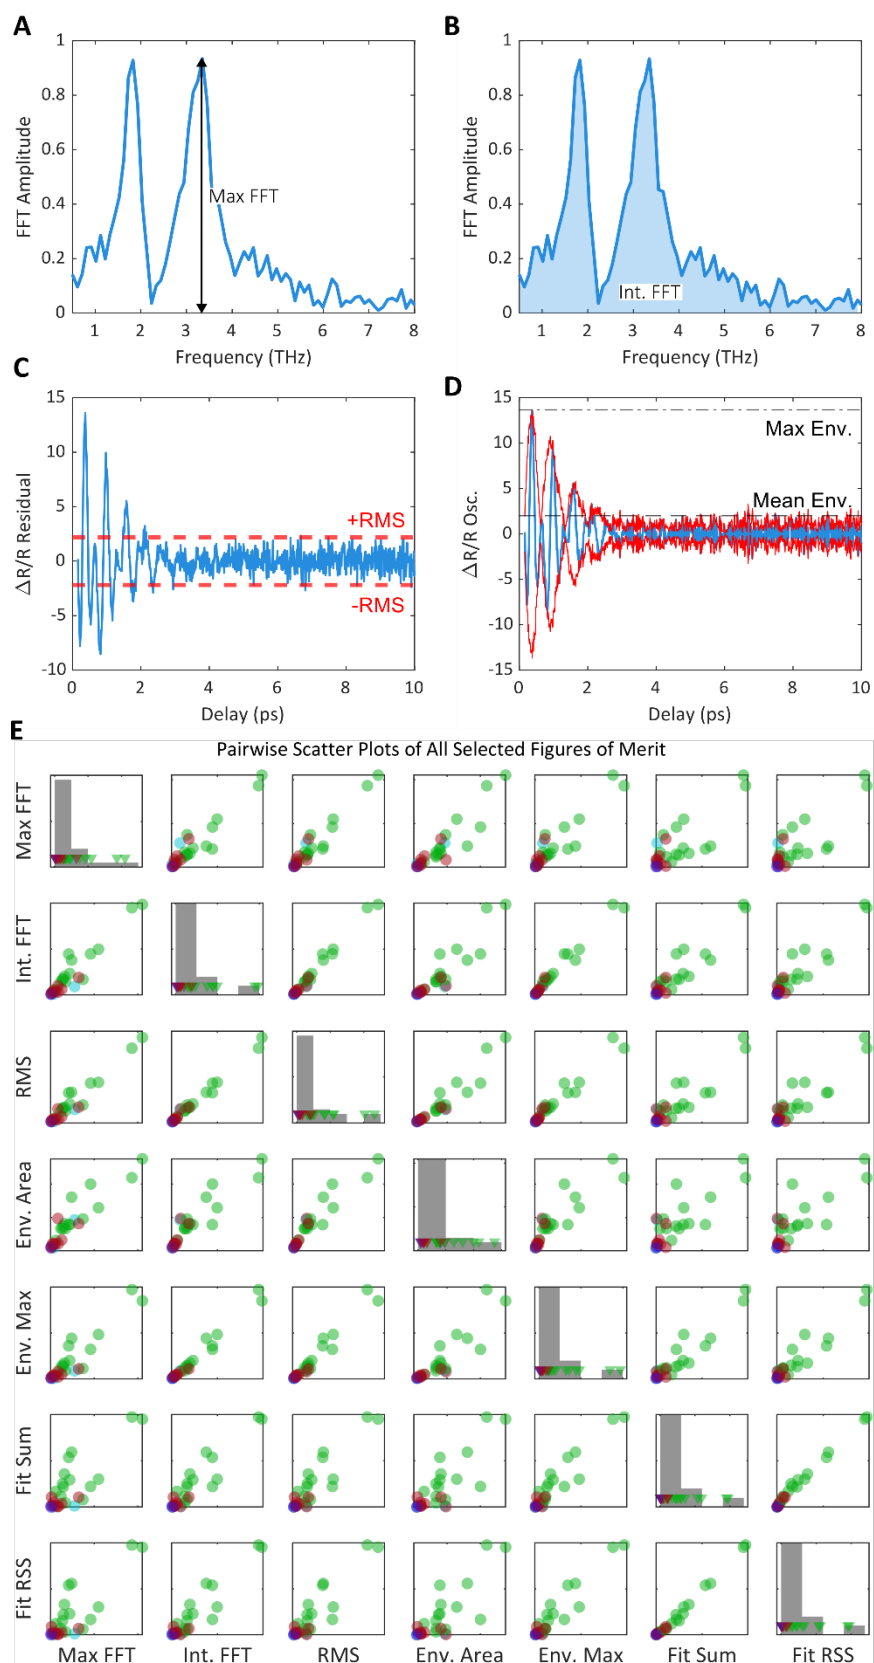 A
B
1
0.8
0.6
0.4
0.2
0
FFT Amplitude
Max FFT
1 2 3 4 5 6 7 8
Frequency (THz)
1
0.8
0.6
0.4
0.2
0
FFT Amplitude
Int. FFT
1 2 3 4 5 6 7 8
Frequency (THz)
C
D
15
10
5
0
-5
-10
ΔR/R Residual
+RMS
-RMS
0 2 4 6 8 10
Delay (ps)
15
10
5
0
-5
-10
-15
ΔR/R Osc.
Max Env.
Mean Env.
0 2 4 6 8 10
Delay (ps)
E
Pairwise Scatter Plots of All Selected Figures of Merit
Max FFT
Int. FFT
RMS
Env. Area
Env. Max
Fit Sum
Fit RSS
Max FFT Int. FFT RMS Env. Area Env. Max Fit Sum Fit RSS